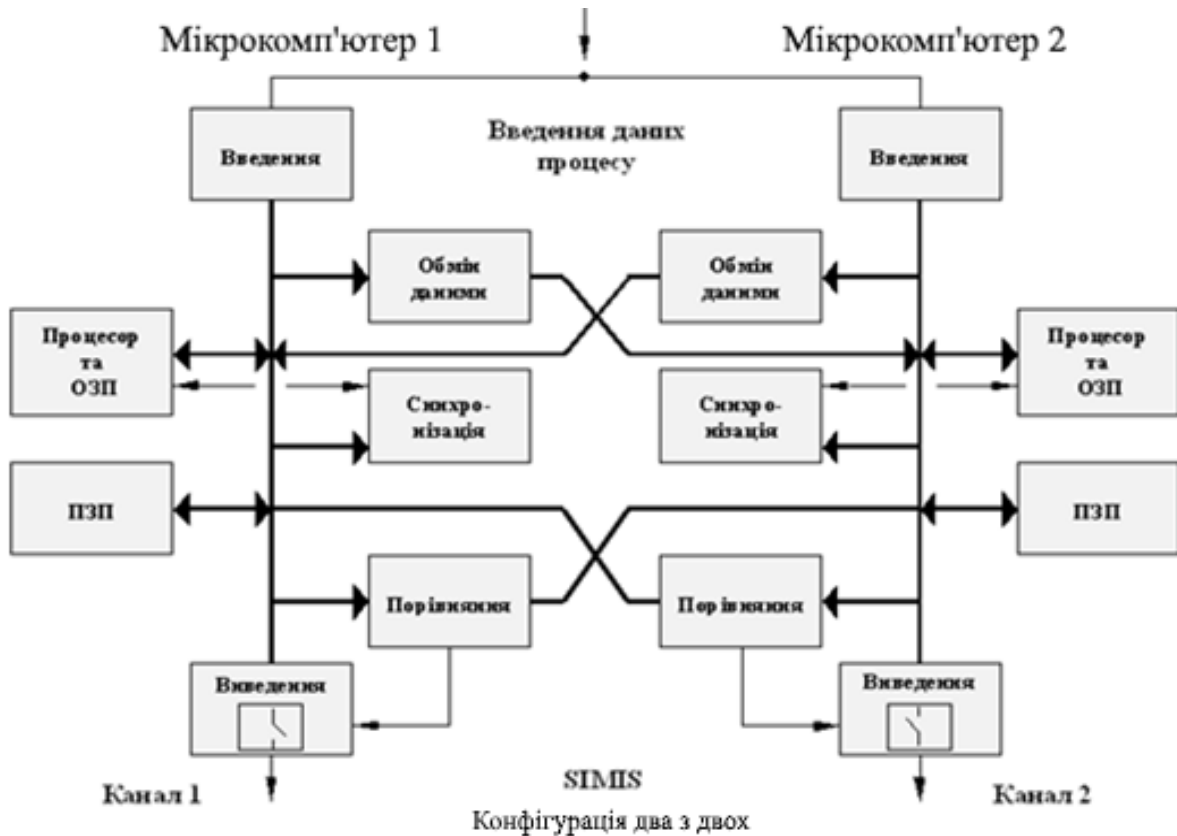 Мікрокомп'ютер 1
Мікрокомп'ютер 2
Введення даних
процесу
Введення
Введення
Обмін
даними
Обмін
даними
Процесор
та
ОЗП
Процесор
та
ОЗП
Синхро-
нізація
Синхро-
нізація
ПЗП
ПЗП
Порівняння
Порівняння
Виведення
Виведення
Канал 1
SIMIS
Канал 2
Конфігурація два з двох